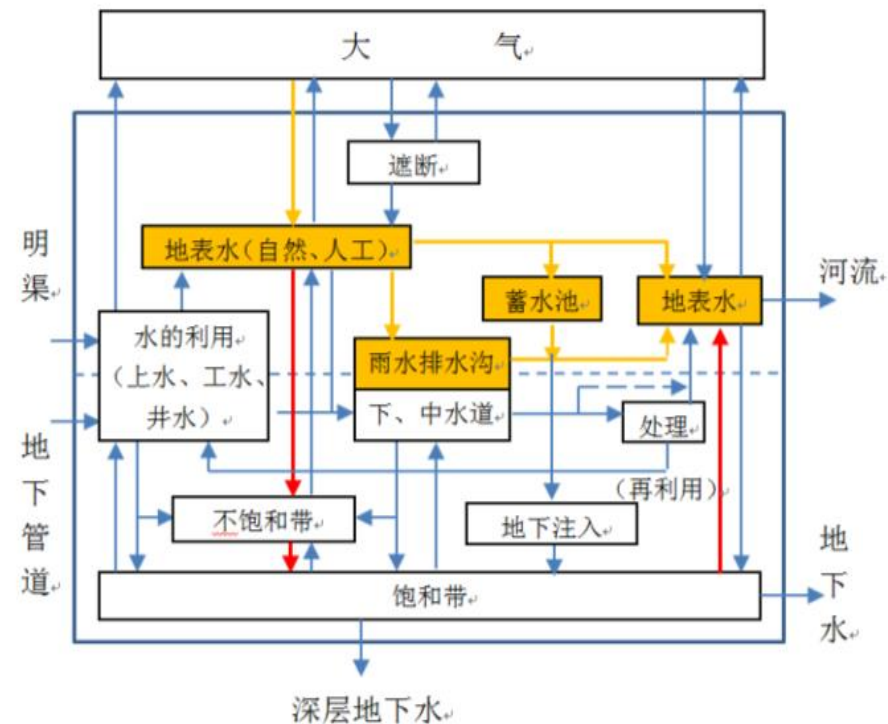 大 气
遮断
地表水（自然、人工）
蓄水池
地表水
明
渠
河流
水的利用
（上水、工水、
井水）
雨水排水沟
下、中水道
处理
（再利用）
地
下
管
道
不饱和带
地下注入
饱和带
地
下
水
深层地下水